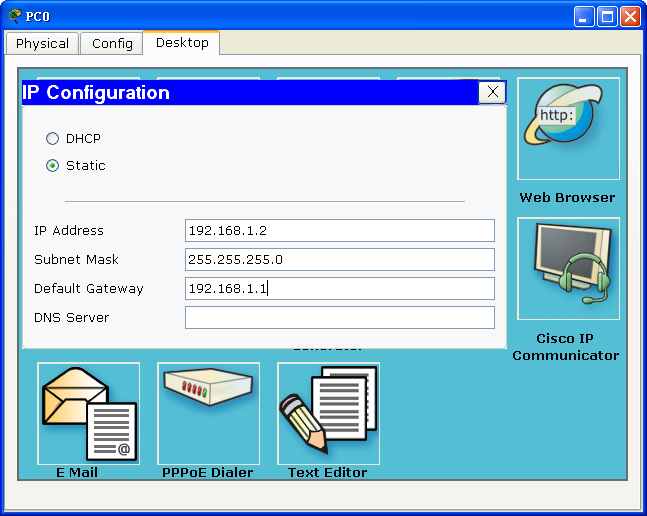 PC0
Physical Config Desktop
IP Configuration X
DHCP
Static
IP Address 192.168.1.2
Subnet Mask 255.255.255.0
Default Gateway 192.168.1.1
DNS Server
http:
Web Browser
Cisco IP
Communicator
@
E Mail PPPoE Dialer Text Editor